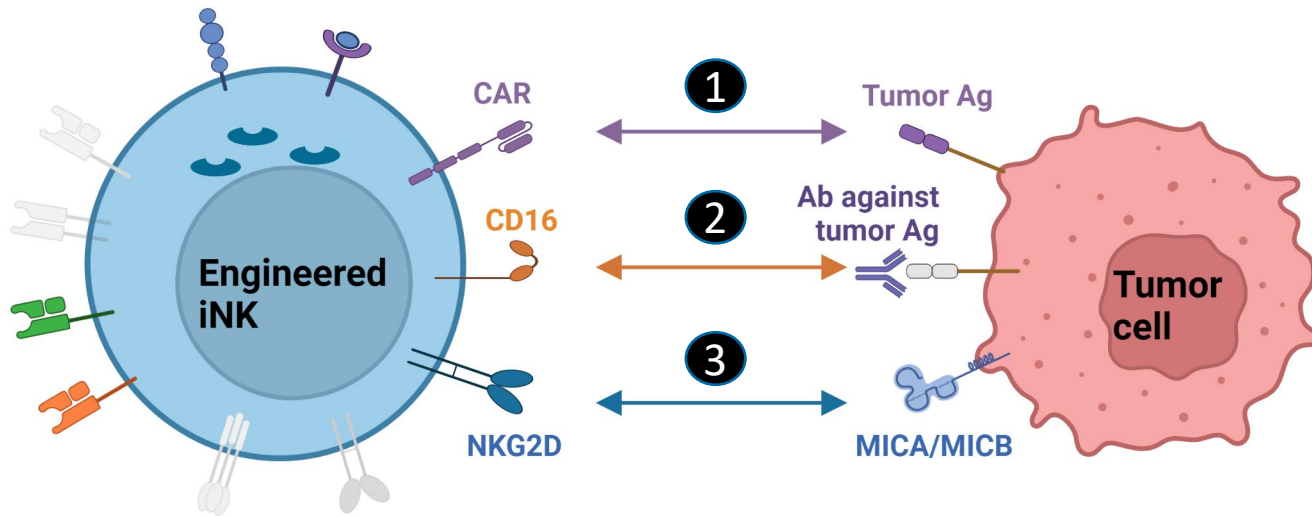 1
CAR
Tumor Ag
2
CD16
Ab against
tumor Ag
Engineered
iNK
Tumor
cell
3
NKG2D
MICA/MICB